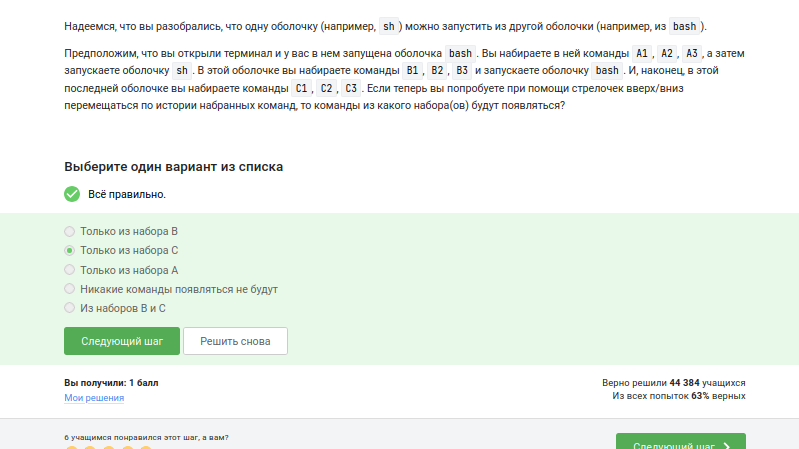 Надеемся, что вы разобрались, что одну оболочку (например, sh ) можно запустить из другой оболочки (например, из bash ).
Предположим, что вы открыли терминал и у вас в нем запущена оболочка bash . Вы набираете в ней команды A1 , A2 , A3 , а затем
запускаете оболочку sh . В этой оболочке вы набираете команды B1 , B2 , B3 и запускаете оболочку bash . И, наконец, в этой
последней оболочке вы набираете команды C1 , C2 , C3 . Если теперь вы попробуете при помощи стрелочек вверх/вниз
перемещаться по истории набранных команд, то команды из какого набора(ов) будут появляться?
Выберите один вариант из списка
Всё правильно.
Только из набора B
Только из набора C
Только из набора A
Никакие команды появляться не будут
Из наборов B и C
Следующий шаг Решить снова
Вы получили: 1 балл
Верно решили 44 384 учащихся
Мои решения
Из всех попыток 63% верных
6 учащимся понравился этот шаг, а вам?
Следующий шаг